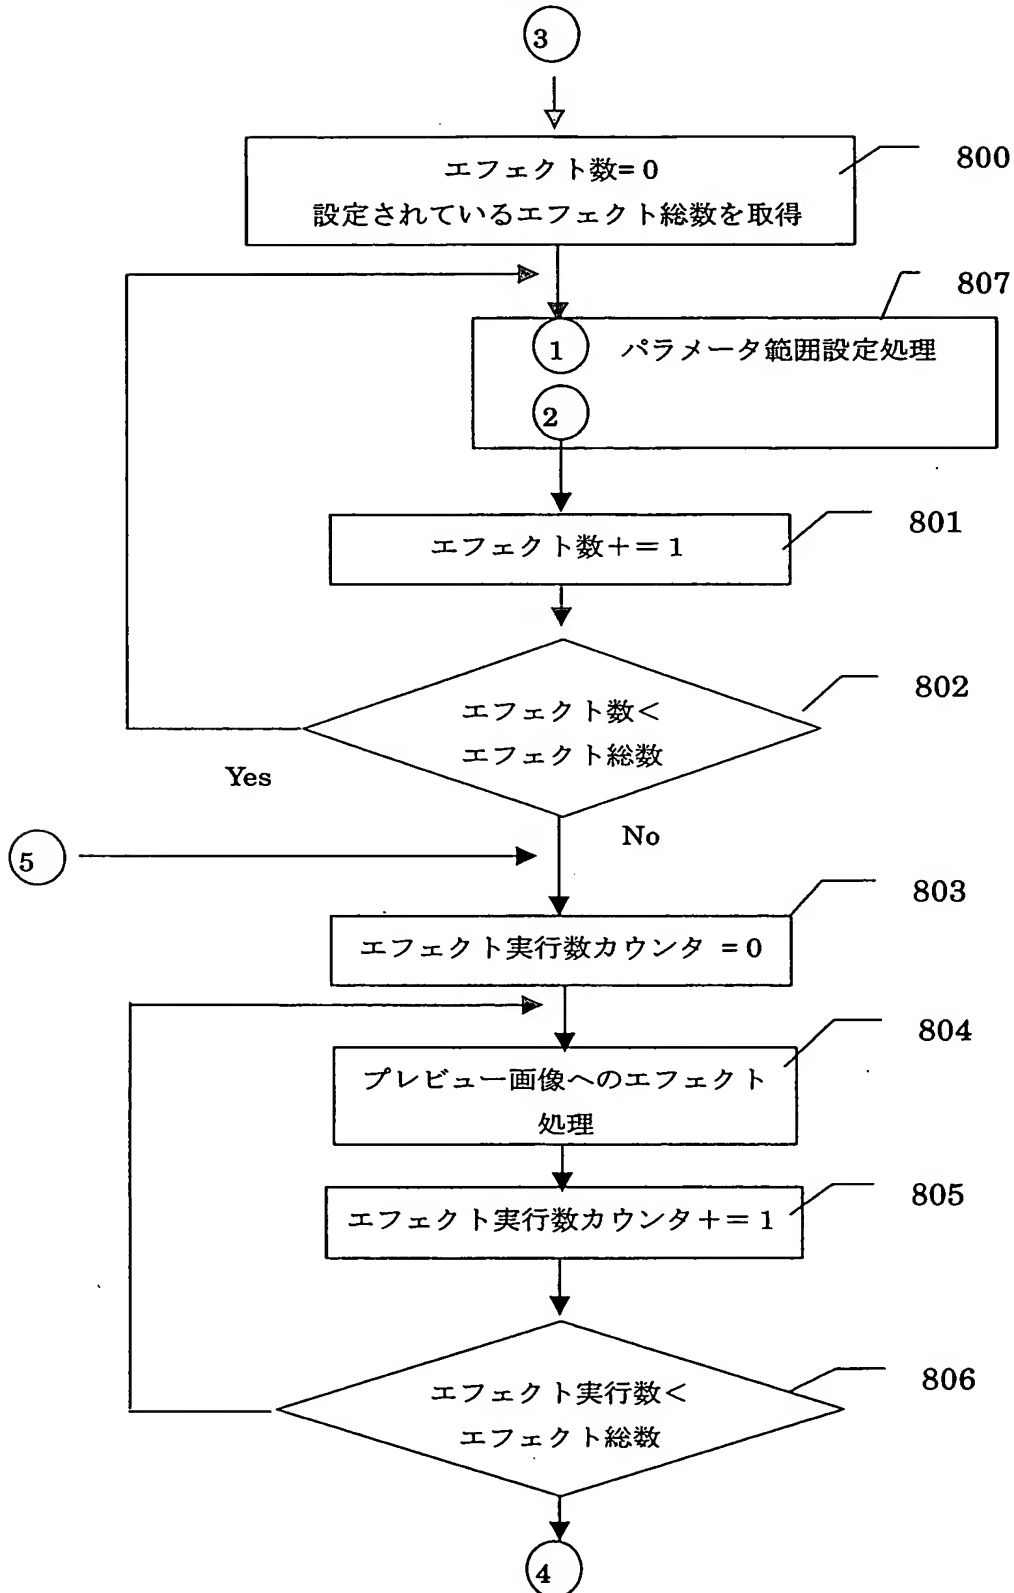 3
エフェクト数= 0
設定されているエフェクト総数を取得
800
807
1 パラメータ範囲設定処理
2
エフェクト数＋＝1
801
エフェクト数＜
エフェクト総数
802
Yes
No
5
803
エフェクト実行数カウンタ = 0
804
プレビュー画像へのエフェクト
処理
エフェクト実行数カウンタ＋＝1
805
エフェクト実行数＜
エフェクト総数
806
4